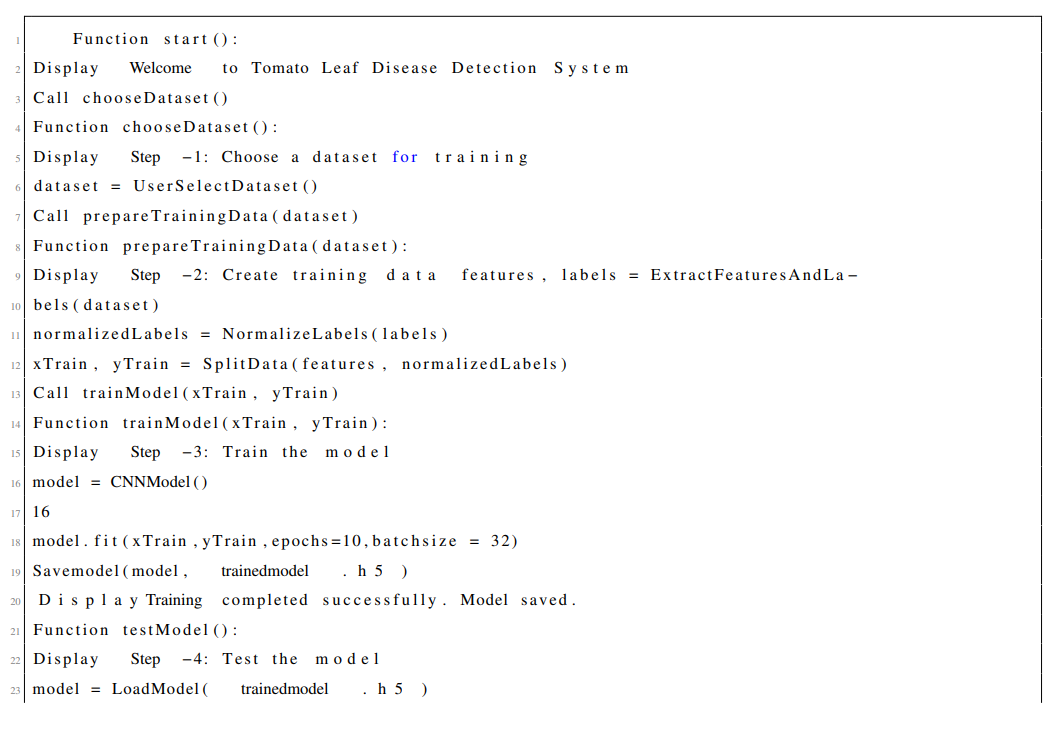 1 Function start():
2 Display Welcome to Tomato Leaf Disease Detection System
3 Call chooseDataset()
4 Function chooseDataset():
5 Display Step -1: Choose a dataset for training
6 dataset = UserSelectDataset()
7 Call prepareTrainingData(dataset)
8 Function prepareTrainingData(dataset):
9 Display Step -2: Create training data features, labels = ExtractFeaturesAndLa-
10 bels(dataset)
11 normalizedLabels = NormalizeLabels(labels)
12 xTrain, yTrain = SplitData(features, normalizedLabels)
13 Call trainModel(xTrain, yTrain)
14 Function trainModel(xTrain, yTrain):
15 Display Step -3: Train the model
16 model = CNNModel()
17 16
18 model.fit(xTrain,yTrain,epochs=10,batchsize = 32)
19 Savemodel(model, trainedmodel .h5 )
20 Display Training completed successfully. Model saved.
21 Function testModel():
22 Display Step -4: Test the model
23 model = LoadModel( trainedmodel .h5 )